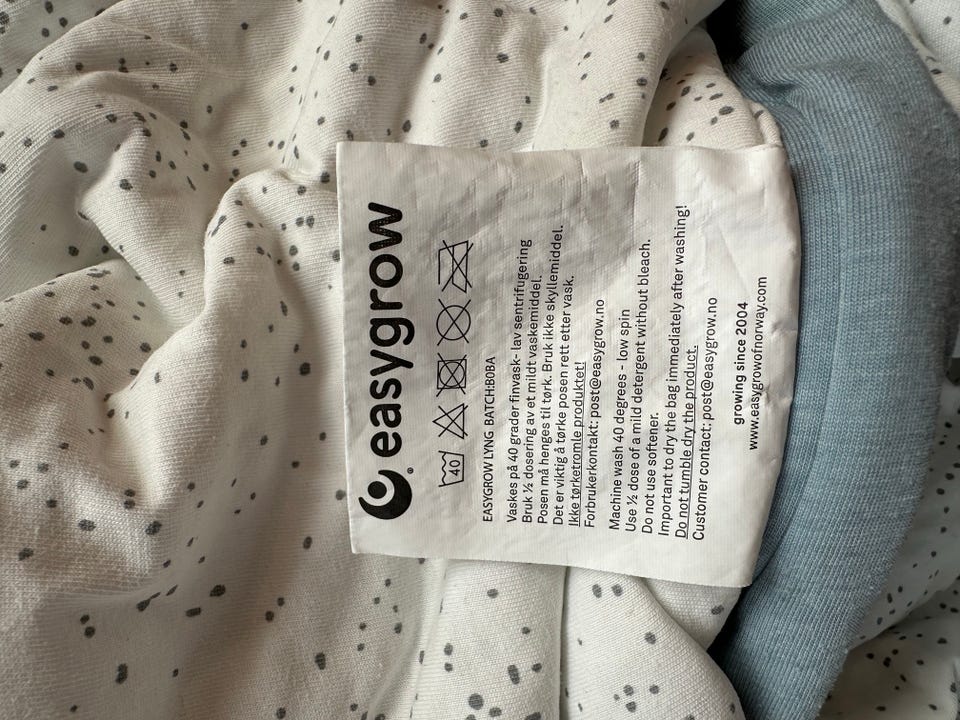 easygrow
40
EASYGROW LYNG BATCH:B0BA
Vaskes på 40 grader finvask- lav sentrifugering
Bruk ½ dosering av et mildt vaskemiddel.
Posen må henges til tørk. Bruk ikke skyllemiddel.
Det er viktig å tørke posen rett etter vask.
Ikke tørketromle produktet!
Forbrukerkontakt: post@easygrow.no
Machine wash 40 degrees - low spin
Use ½ dose of a mild detergent without bleach.
Do not use softener.
Important to dry the bag immediately after washing!
Do not tumble dry the product.
Customer contact: post@easygrow.no
growing since 2004
www.easygrowofnorway.com